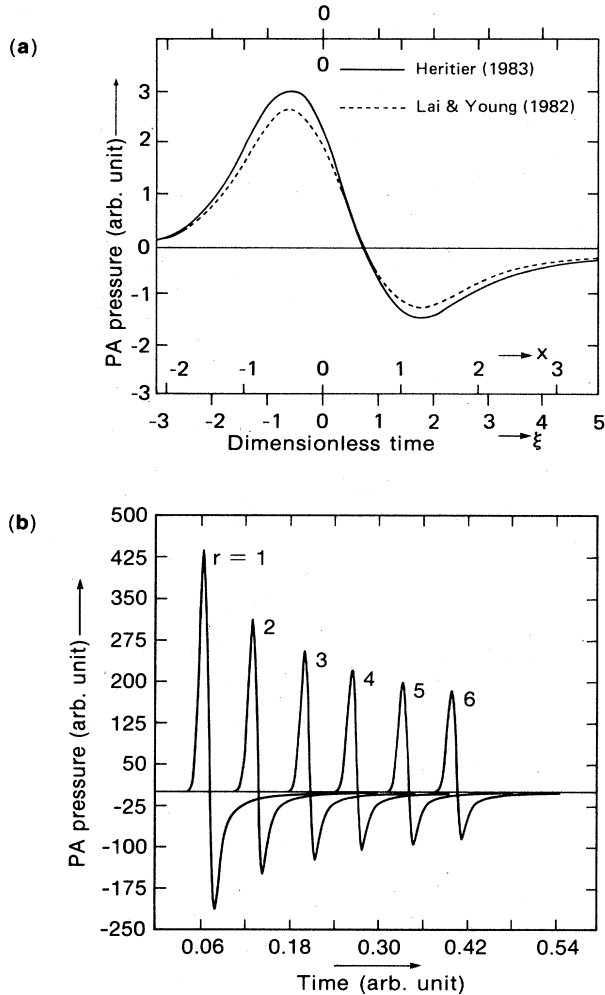 0
(a)
0
Heritier (1983)
Lai & Young (1982)
3
2
1
0
-1
-2
-3
PA pressure (arb. unit)
-2 -1 0 1 2 3
x
-3 -2 -1 0 1 2 3 4 5
Dimensionless time
ξ
(b)
500
425
350
275
200
125
50
-25
-100
-175
-250
PA pressure (arb. unit)
r = 1
2
3
4
5
6
0.06 0.18 0.30 0.42 0.54
Time (arb. unit)